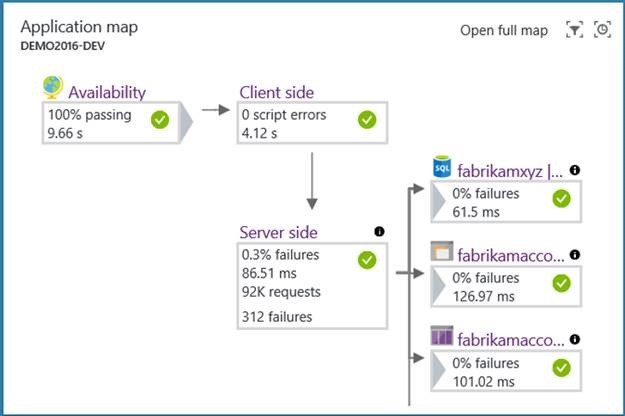 Application map
DEMO2016-DEV
Open full map
Availability
100% passing
9.66 s
Client side
0 script errors
4.12 s
Server side
0.3% failures
86.51 ms
92K requests
312 failures
SQL
fabrikamxyz |...
0% failures
61.5 ms
fabrikamacco...
0% failures
126.97 ms
fabrikamacco...
0% failures
101.02 ms